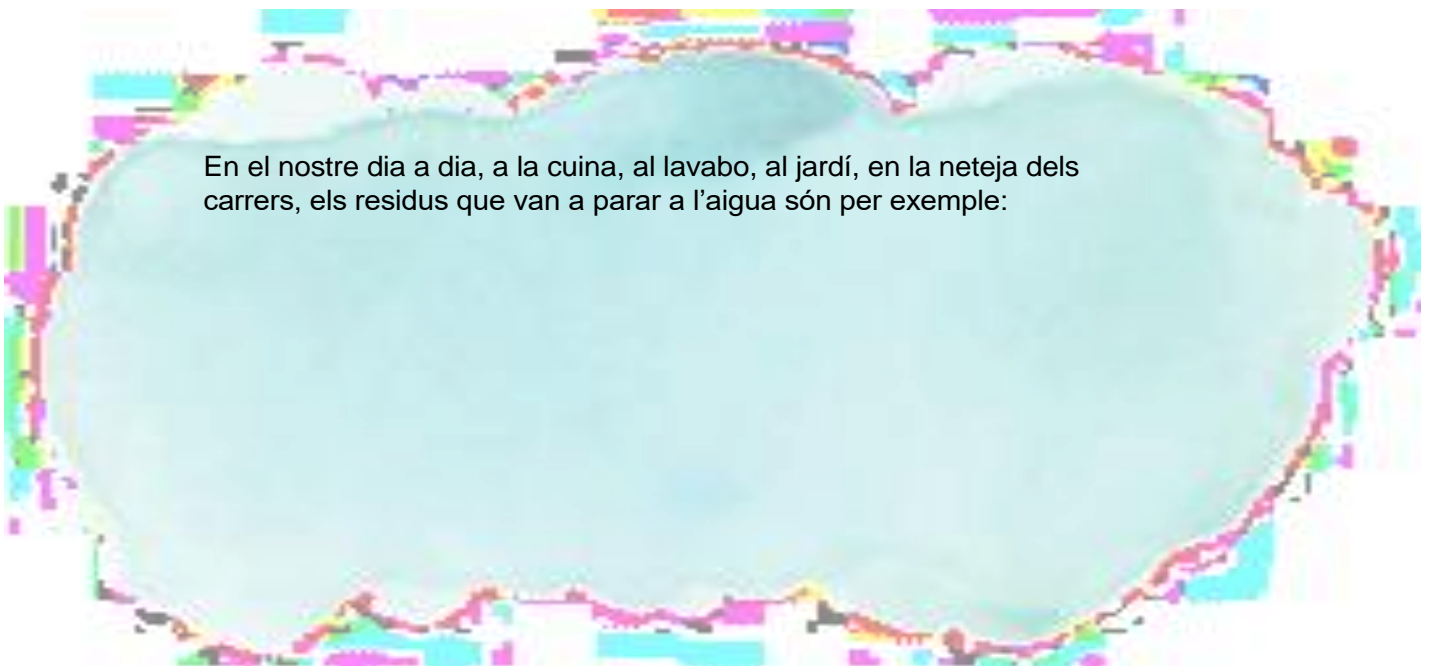 En el nostre dia a dia, a la cuina, al lavabo, al jardí, en la neteja dels
carrers, els residus que van a parar a l’aigua són per exemple: